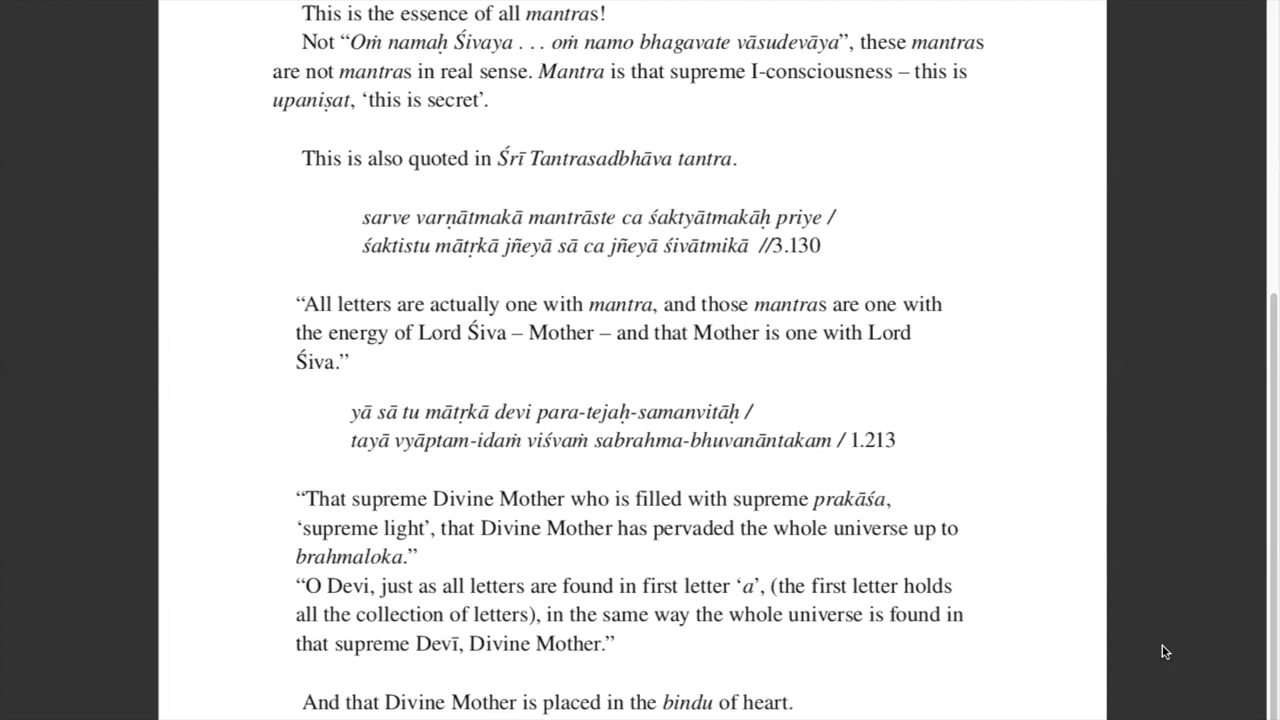 This is the essence of all mantras!
Not “Oṁ namaḥ Śivaya . . . oṁ namo bhagavate vāsudevāya”, these mantras
are not mantras in real sense. Mantra is that supreme I-consciousness – this is
upaniṣat, ‘this is secret’.
This is also quoted in Śrī Tantrasadbhāva tantra.
sarve varṇātmakā mantrāste ca śaktyātmakāḥ priye /
śaktistu mātṛkā jñeyā sā ca jñeyā śivātmikā //3.130
“All letters are actually one with mantra, and those mantras are one with
the energy of Lord Śiva – Mother – and that Mother is one with Lord
Śiva.”
yā sā tu mātṛkā devi para-tejaḥ-samanvitāḥ /
tayā vyāptam-idaṁ viśvaṁ sabrahma-bhuvanāntakam / 1.213
“That supreme Divine Mother who is filled with supreme prakāśa,
‘supreme light’, that Divine Mother has pervaded the whole universe up to
brahmaloka.”
“O Devi, just as all letters are found in first letter ‘a’, (the first letter holds
all the collection of letters), in the same way the whole universe is found in
that supreme Devī, Divine Mother.”
And that Divine Mother is placed in the bindu of heart.